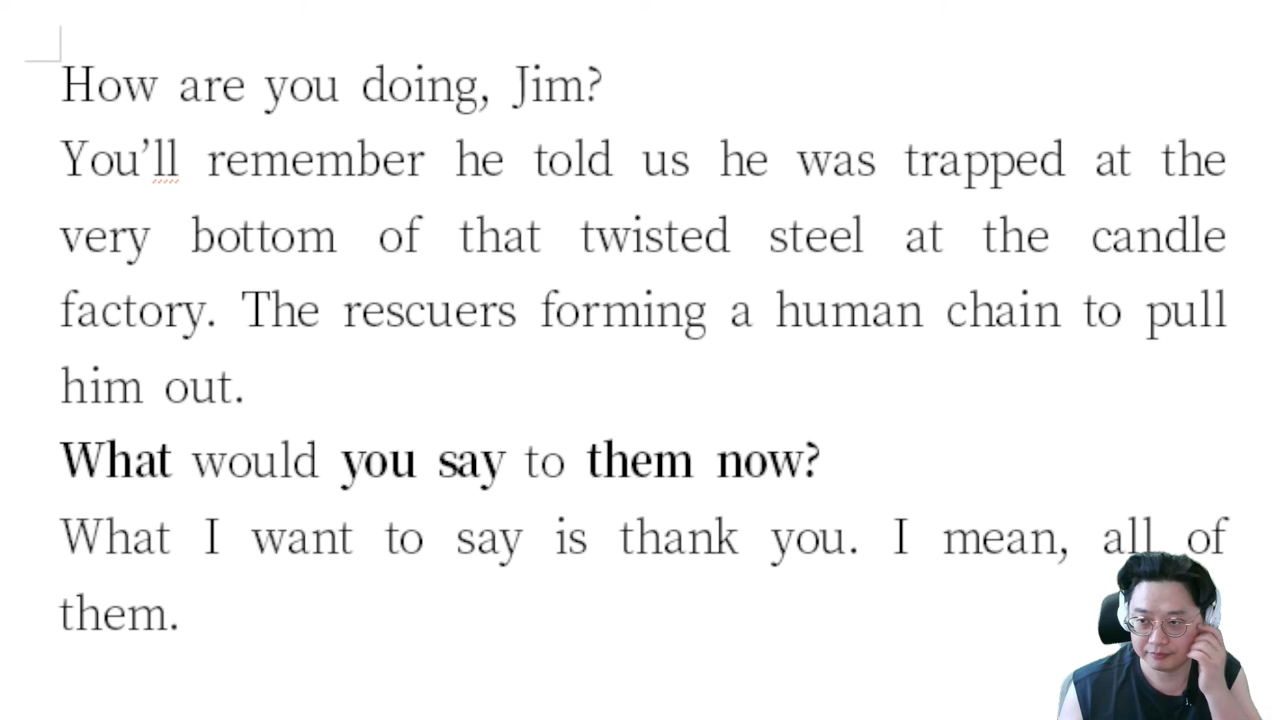 How are you doing, Jim?
You’ll remember he told us he was trapped at the
very bottom of that twisted steel at the candle
factory. The rescuers forming a human chain to pull
him out.
What would you say to them now?
What I want to say is thank you. I mean, all of
them.